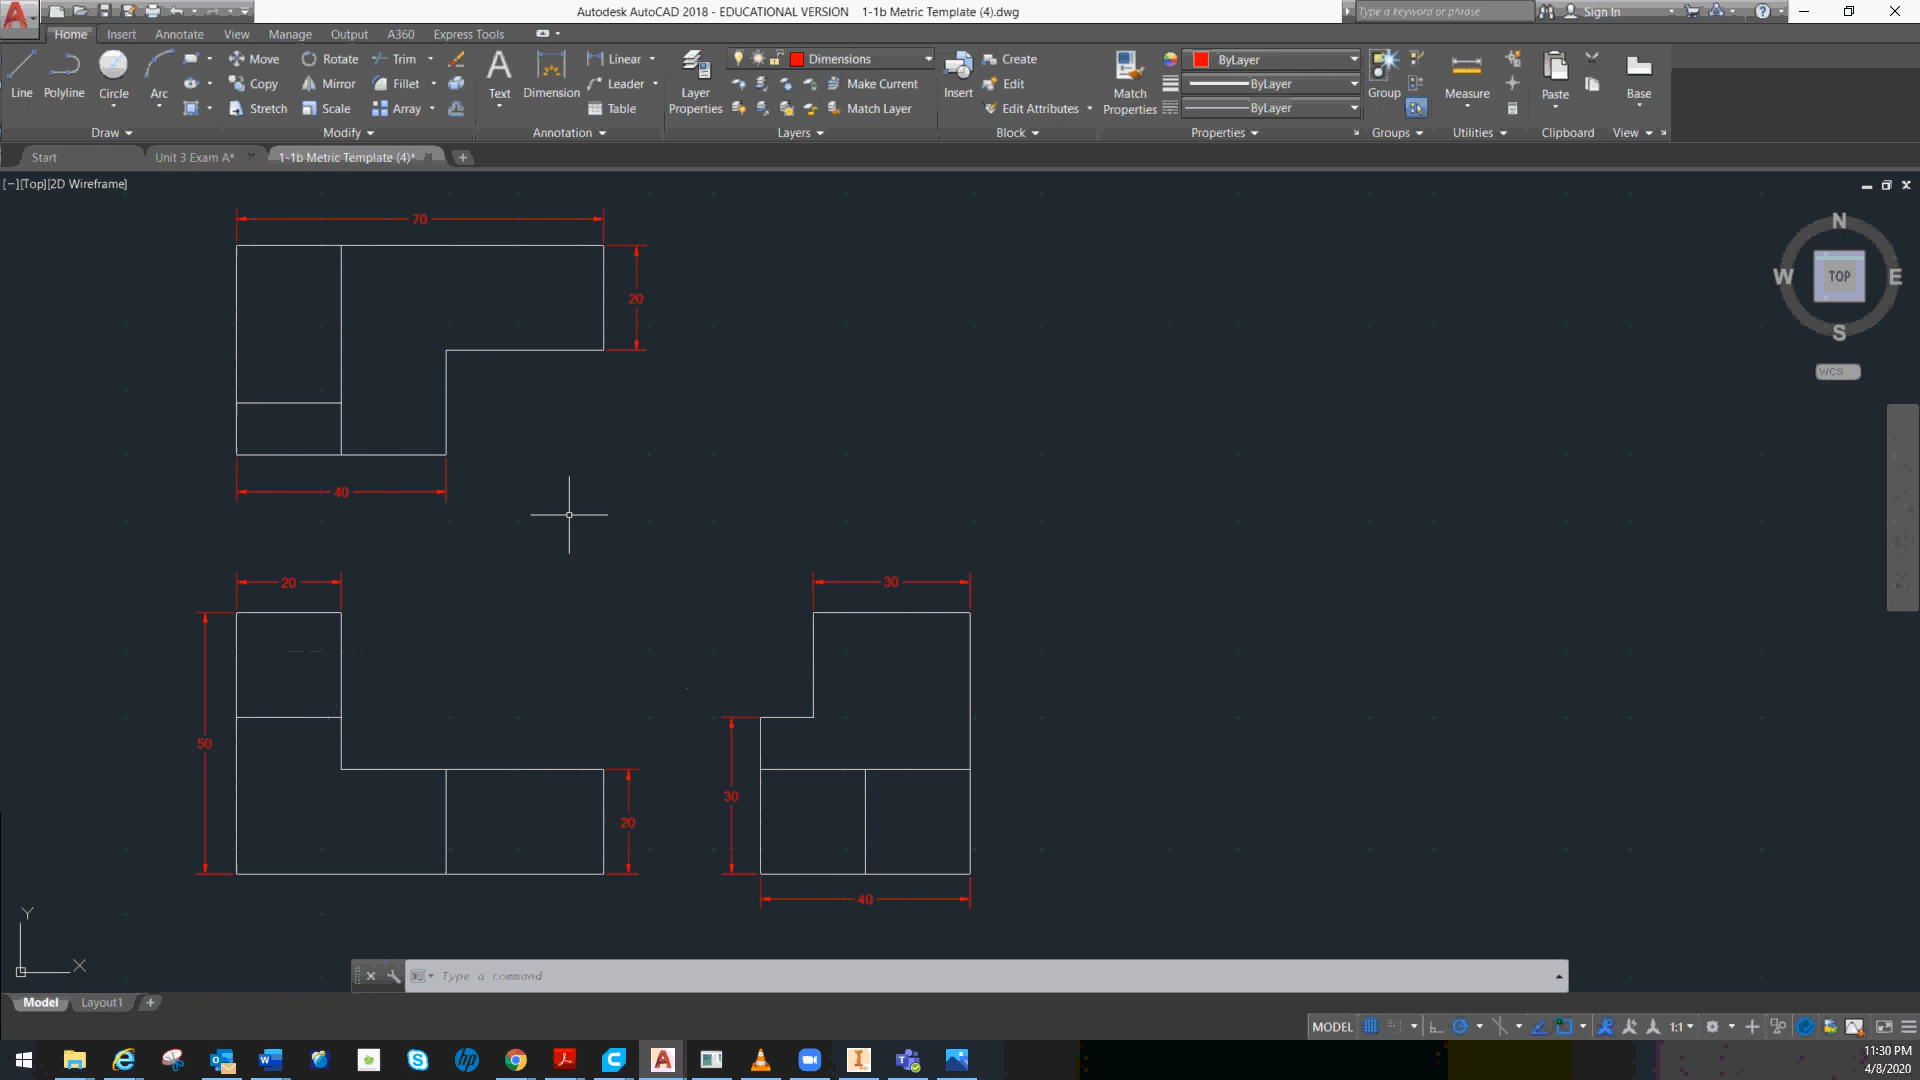 Autodesk AutoCAD 2018 - EDUCATIONAL VERSION 1-1b Metric Template (4).dwg
Type a keyword or phrase
Sign In
Home Insert Annotate View Manage Output A360 Express Tools
Line Polyline Circle Arc
Move Rotate Trim
Copy Mirror Fillet
Stretch Scale Array
Text Dimension
Linear
Leader
Table
Layer Properties
Dimensions
Make Current
Match Layer
Insert
Create
Edit
Edit Attributes
Match Properties
ByLayer
ByLayer
ByLayer
Group
Measure
Paste
Base
Draw Modify Annotation Layers Block Properties Groups Utilities Clipboard View
Start Unit 3 Exam A* 1-1b Metric Template (4)*
[−][Top][2D Wireframe]
70
20
40
N
W TOP E
S
WCS
20
50
20
30
30
40
Y
X
Type a command
Model Layout1
MODEL 1:1
11:30 PM
4/8/2020